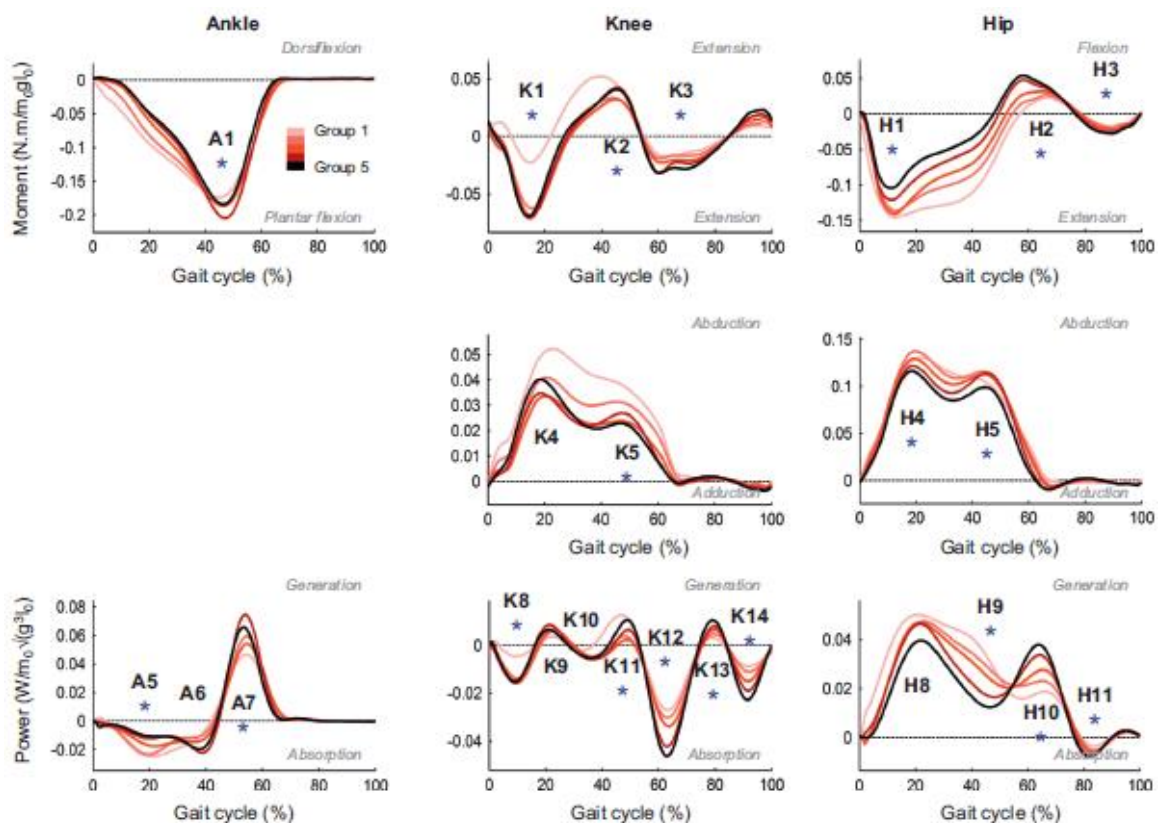 Ankle
Knee
Hip
Dorsiflexion
Extension
Flexion
Moment (N.m/m0gl0)
0
-0.05
-0.1
-0.15
-0.2
A1
Group 1
Group 5
Plantar flexion
0 20 40 60 80 100
Gait cycle (%)
0.05
0
-0.05
K1
K3
K2
Extension
0 20 40 60 80 100
Gait cycle (%)
0.05
0
-0.05
-0.1
-0.15
H3
H1
H2
Extension
0 20 40 60 80 100
Gait cycle (%)
Abduction
0.05
0.04
0.03
0.02
0.01
0
K4
K5
Adduction
0 20 40 60 80 100
Gait cycle (%)
Abduction
0.15
0.1
0.05
0
H4
H5
Adduction
0 20 40 60 80 100
Gait cycle (%)
Power (W/m0 √(g³l0)
Generation
0.08
0.06
0.04
0.02
0
-0.02
A5
A6
A7
Absorption
0 20 40 60 80 100
Gait cycle (%)
Generation
0
-0.02
-0.04
K8
K10
K14
K12
K9
K11
K13
Absorption
0 20 40 60 80 100
Gait cycle (%)
Generation
0.04
0.02
0
H9
H8
H11
H10
Absorption
0 20 40 60 80 100
Gait cycle (%)